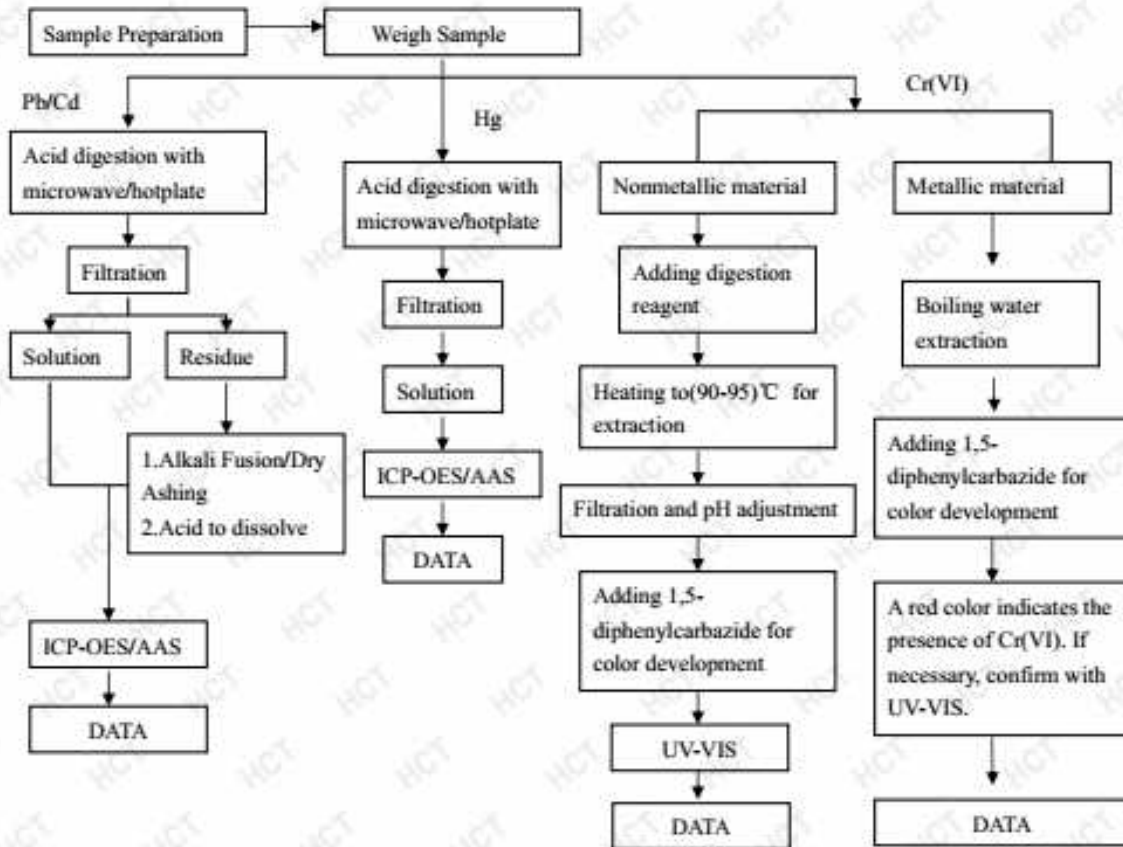 Sample Preparation
Weigh Sample
Pb/Cd
Hg
Cr(VI)
Acid digestion with
microwave/hotplate
Filtration
Solution
Residue
1.Alkali Fusion/Dry
Ashing
2.Acid to dissolve
ICP-OES/AAS
DATA
Acid digestion with
microwave/hotplate
Filtration
Solution
ICP-OES/AAS
DATA
Nonmetallic material
Adding digestion
reagent
Heating to(90-95)℃ for
extraction
Filtration and pH adjustment
Adding 1,5-
diphenylcarbazide for
color development
UV-VIS
DATA
Metallic material
Boiling water
extraction
Adding 1,5-
diphenylcarbazide for
color development
A red color indicates the
presence of Cr(VI). If
necessary, confirm with
UV-VIS.
DATA
HCT